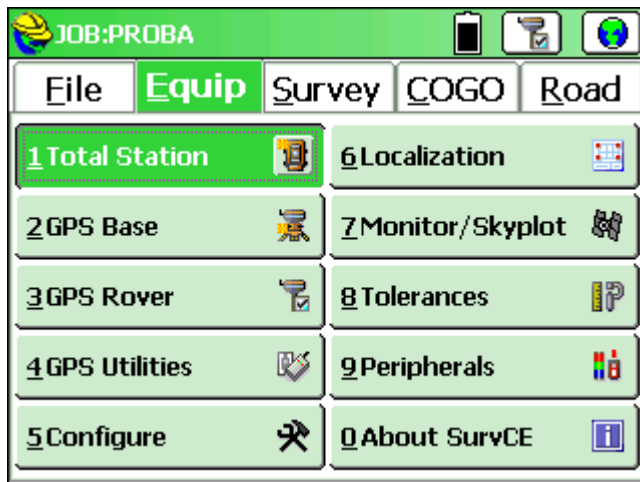 JOB:PROBA
File Equip Survey COGO Road
1 Total Station
6 Localization
2 GPS Base
7 Monitor/Skyplot
3 GPS Rover
8 Tolerances
4 GPS Utilities
9 Peripherals
5 Configure
0 About SurvCE